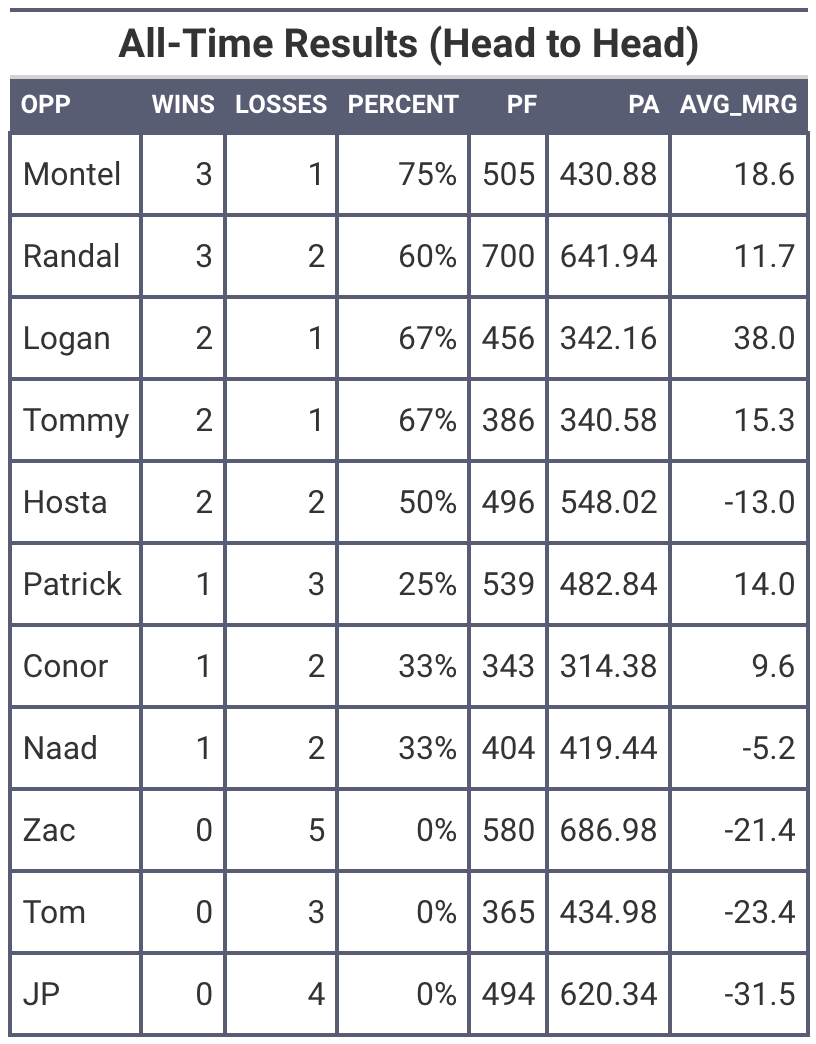 All-Time Results (Head to Head)
OPP WINS LOSSES PERCENT PF PA AVG_MRG
Montel 3 1 75% 505 430.88 18.6
Randal 3 2 60% 700 641.94 11.7
Logan 2 1 67% 456 342.16 38.0
Tommy 2 1 67% 386 340.58 15.3
Hosta 2 2 50% 496 548.02 -13.0
Patrick 1 3 25% 539 482.84 14.0
Conor 1 2 33% 343 314.38 9.6
Naad 1 2 33% 404 419.44 -5.2
Zac 0 5 0% 580 686.98 -21.4
Tom 0 3 0% 365 434.98 -23.4
JP 0 4 0% 494 620.34 -31.5